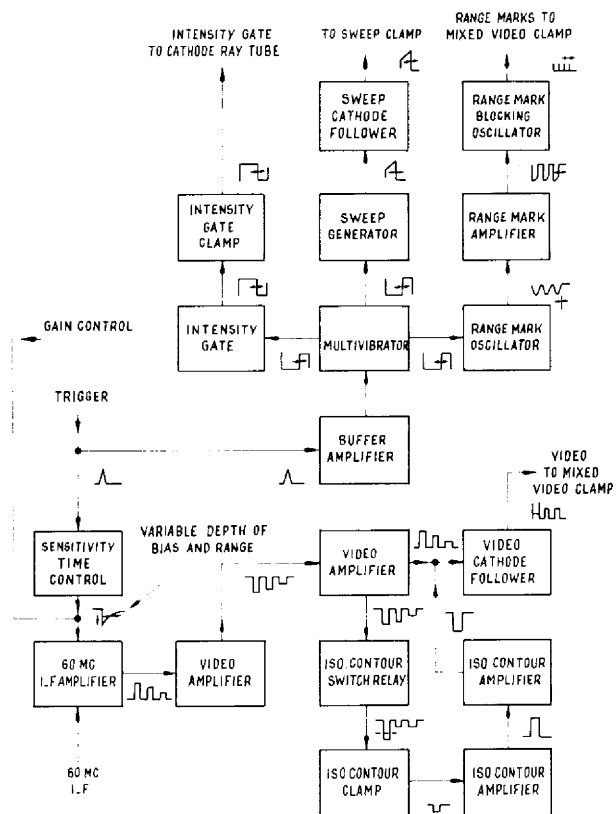 INTENSITY GATE
TO CATHODE RAY TUBE
TO SWEEP CLAMP
RANGE MARKS TO
MIXED VIDEO CLAMP
SWEEP
CATHODE
FOLLOWER
RANGE MARK
BLOCKING
OSCILLATOR
INTENSITY
GATE
CLAMP
SWEEP
GENERATOR
RANGE MARK
AMPLIFIER
GAIN CONTROL
INTENSITY
GATE
MULTIVIBRATOR
RANGE MARK
OSCILLATOR
TRIGGER
BUFFER
AMPLIFIER
VIDEO
TO MIXED
VIDEO CLAMP
SENSITIVITY
TIME
CONTROL
VARIABLE DEPTH OF
BIAS AND RANGE
VIDEO
AMPLIFIER
VIDEO
CATHODE
FOLLOWER
60 MC
I.F AMPLIFIER
VIDEO
AMPLIFIER
ISO. CONTOUR
SWITCH RELAY
ISO CONTOUR
AMPLIFIER
60 MC
I.F
ISO CONTOUR
CLAMP
ISO CONTOUR
AMPLIFIER